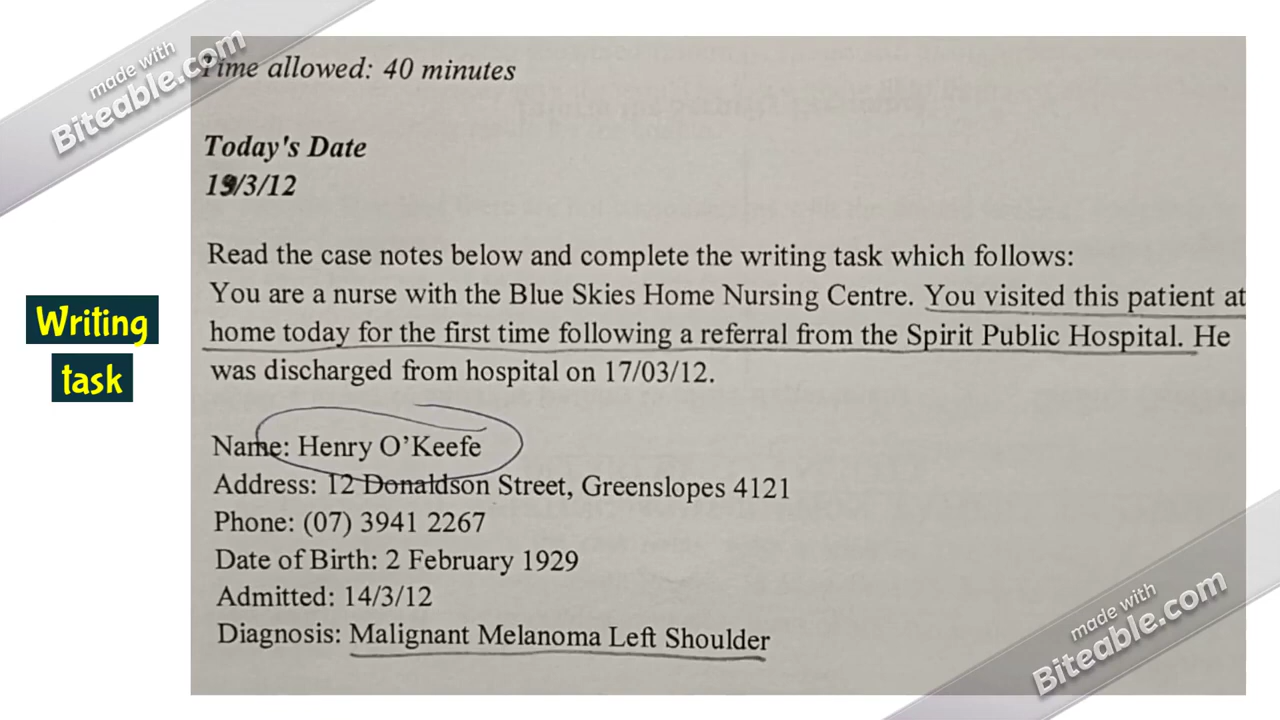 made with
Biteable.com
Time allowed: 40 minutes
Today's Date
19/3/12
Read the case notes below and complete the writing task which follows:
You are a nurse with the Blue Skies Home Nursing Centre. You visited this patient at
home today for the first time following a referral from the Spirit Public Hospital. He
was discharged from hospital on 17/03/12.
Writing
task
Name: Henry O'Keefe
Address: 12 Donaldson Street, Greenslopes 4121
Phone: (07) 3941 2267
Date of Birth: 2 February 1929
Admitted: 14/3/12
Diagnosis: Malignant Melanoma Left Shoulder
made with
Biteable.com